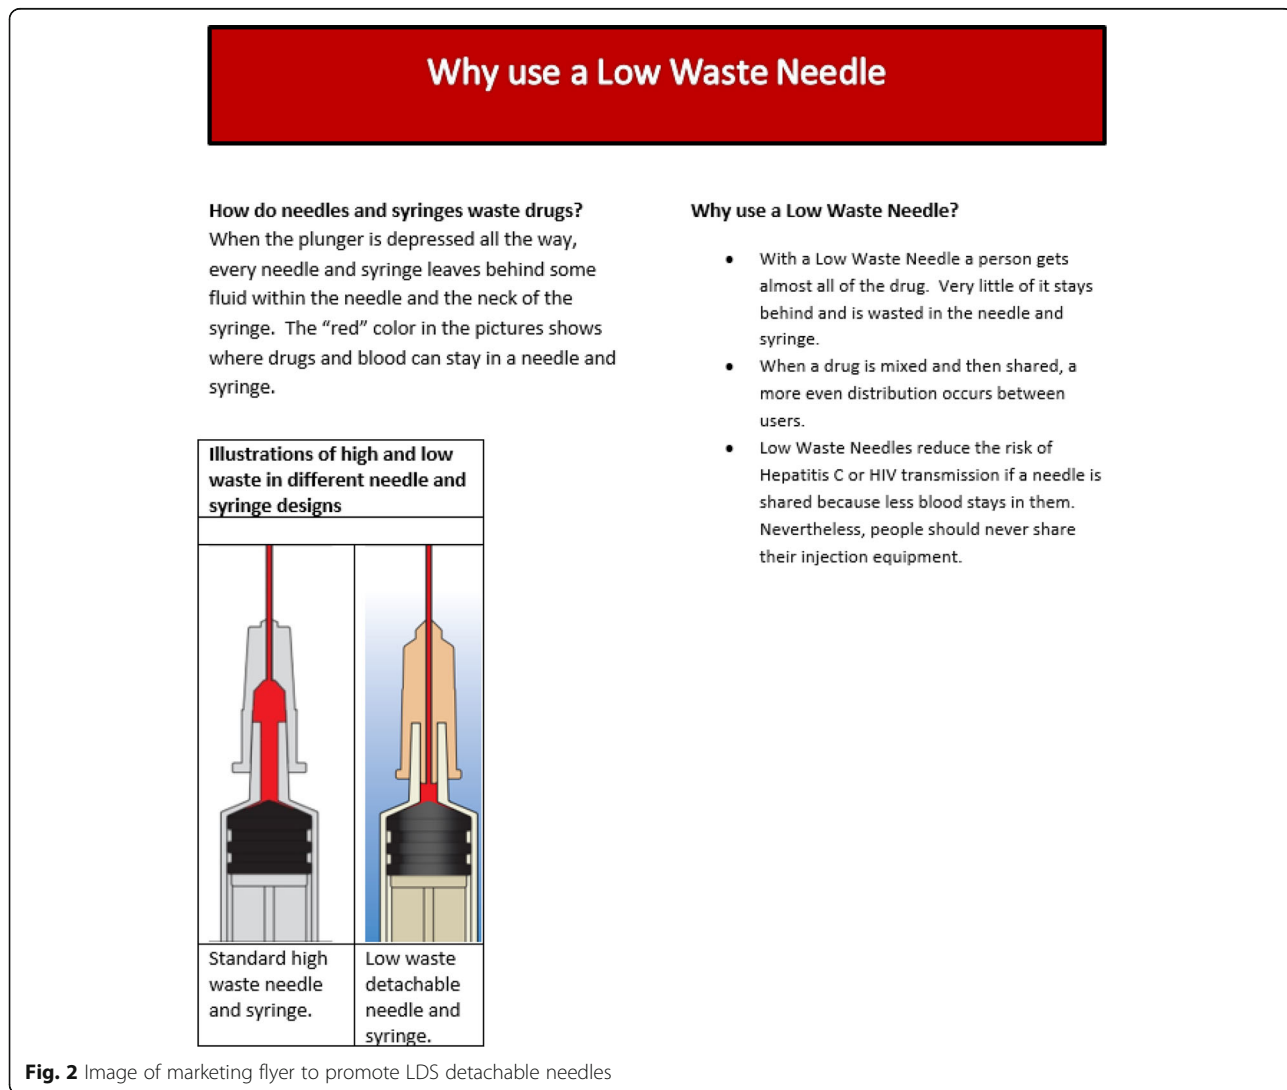 Why use a Low Waste Needle
How do needles and syringes waste drugs?
When the plunger is depressed all the way,
every needle and syringe leaves behind some
fluid within the needle and the neck of the
syringe.  The “red” color in the pictures shows
where drugs and blood can stay in a needle and
syringe.
Illustrations of high and low
waste in different needle and
syringe designs
Standard high
waste needle
and syringe.
Low waste
detachable
needle and
syringe.
Why use a Low Waste Needle?
• With a Low Waste Needle a person gets
almost all of the drug.  Very little of it stays
behind and is wasted in the needle and
syringe.
• When a drug is mixed and then shared, a
more even distribution occurs between
users.
• Low Waste Needles reduce the risk of
Hepatitis C or HIV transmission if a needle is
shared because less blood stays in them.
Nevertheless, people should never share
their injection equipment.
Fig. 2 Image of marketing flyer to promote LDS detachable needles